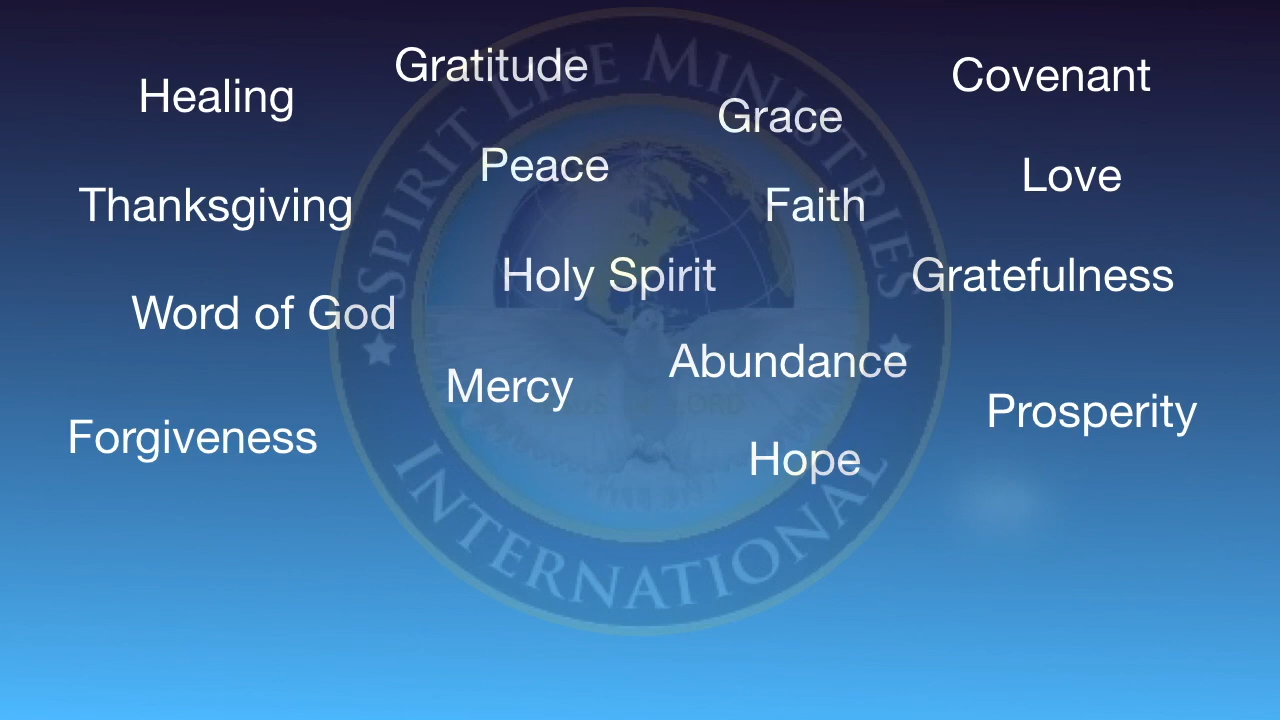 Gratitude
Covenant
Healing
Grace
Peace
Love
Thanksgiving
Faith
Holy Spirit
Gratefulness
Word of God
Abundance
Mercy
Prosperity
Forgiveness
Hope
SPIRIT LIFE MINISTRIES
INTERNATIONAL